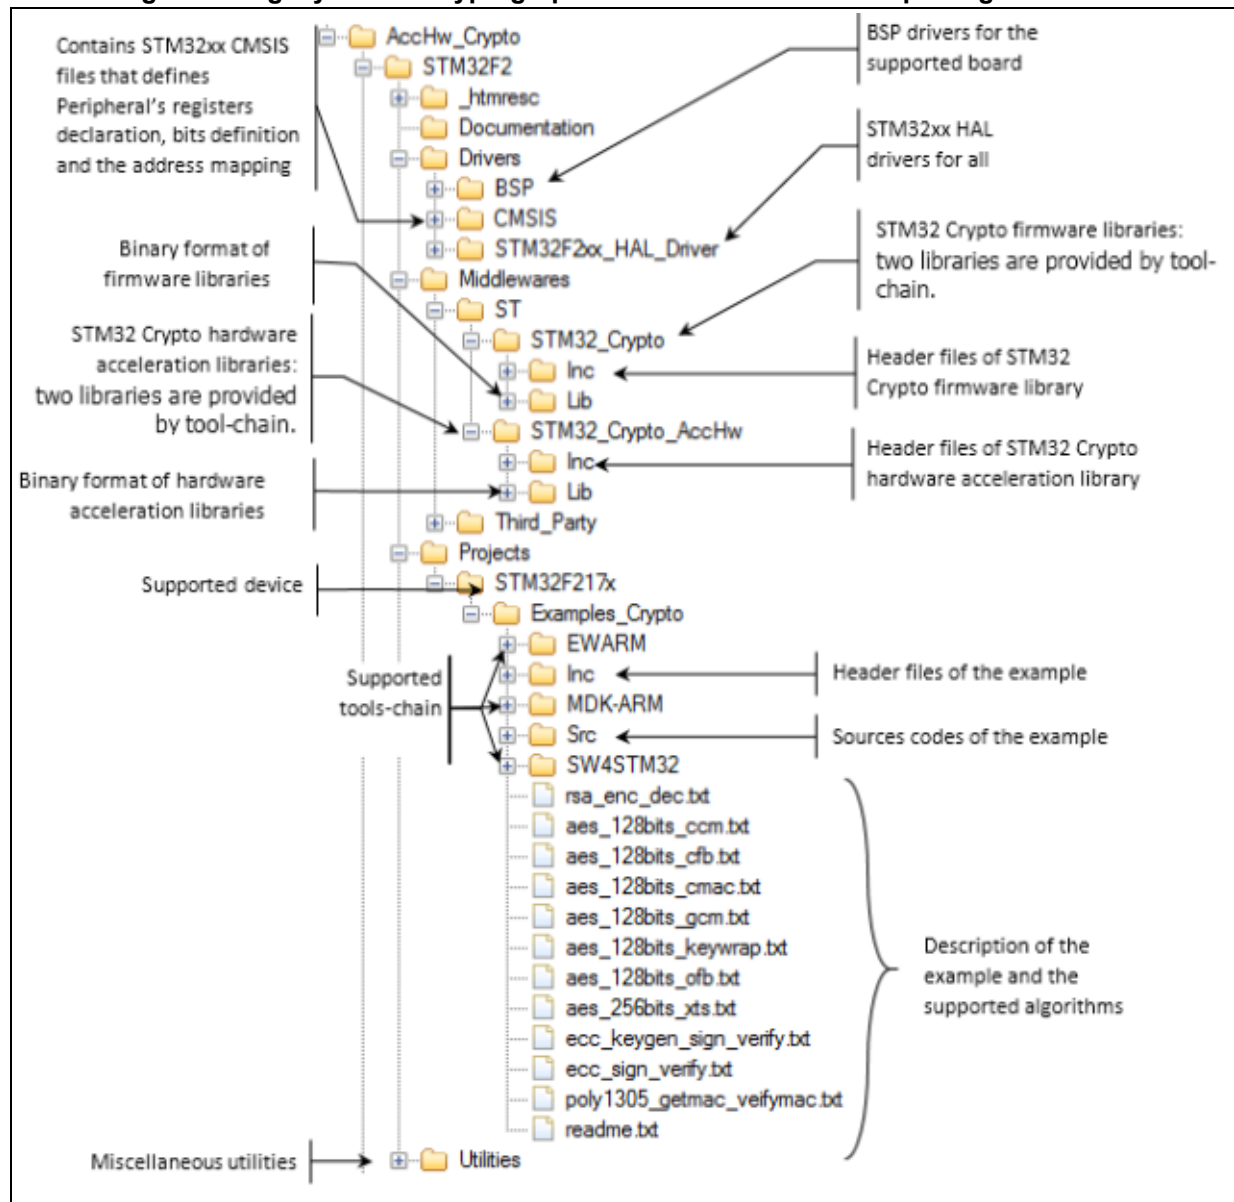 Contains STM32xx CMSIS
files that defines
Peripheral's registers
declaration, bits definition
and the address mapping
Binary format of
firmware libraries
STM32 Crypto hardware
acceleration libraries:
two libraries are provided
by tool-chain.
Binary format of hardware
acceleration libraries
Supported device
Supported
tools-chain
Miscellaneous utilities
AccHw_Crypto
STM32F2
_htmresc
Documentation
Drivers
BSP
CMSIS
STM32F2xx_HAL_Driver
Middlewares
ST
STM32_Crypto
Inc
Lib
STM32_Crypto_AccHw
Inc
Lib
Third_Party
Projects
STM32F217x
Examples_Crypto
EWARM
Inc
MDK-ARM
Src
SW4STM32
rsa_enc_dec.txt
aes_128bits_ccm.txt
aes_128bits_cfb.txt
aes_128bits_cmac.txt
aes_128bits_gcm.txt
aes_128bits_keywrap.txt
aes_128bits_ofb.txt
aes_256bits_xts.txt
ecc_keygen_sign_verify.txt
ecc_sign_verify.txt
poly1305_getmac_veifymac.txt
readme.txt
Utilities
BSP drivers for the
supported board
STM32xx HAL
drivers for all
STM32 Crypto firmware libraries:
two libraries are provided by tool-
chain.
Header files of STM32
Crypto firmware library
Header files of STM32 Crypto
hardware acceleration library
Header files of the example
Sources codes of the example
Description of the
example and the
supported algorithms